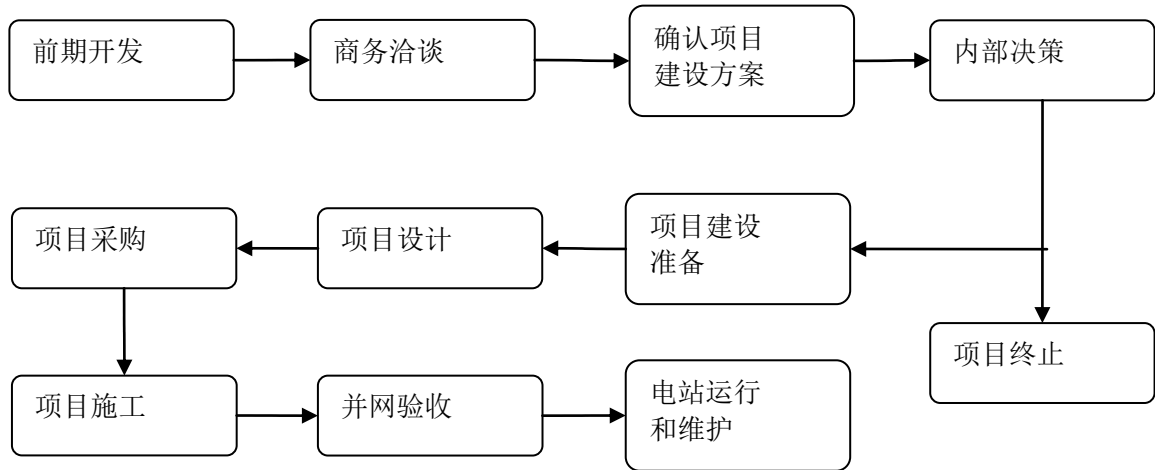 前期开发
商务洽谈
确认项目
建设方案
内部决策
项目采购
项目设计
项目建设
准备
项目终止
项目施工
并网验收
电站运行
和维护